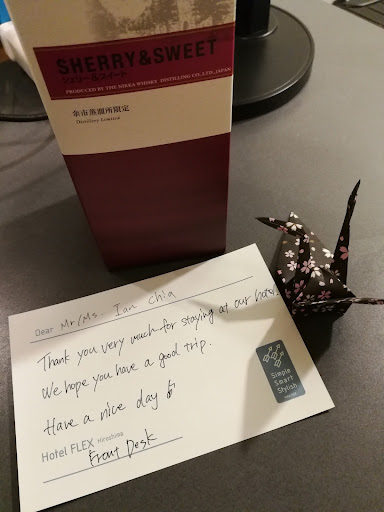 SHERRY&SWEET
シェリー&スイート
PRODUCED BY THE NIKKA WHISKY DISTILLING CO.,LTD.,JAPAN
余市蒸溜所限定
Distillery Limited
Dear Mr/Ms. Ian Chia
Thank you very much for staying at our hotel.
We hope you have a good trip.
Have a nice day
Hotel FLEX Hiroshima
Front Desk
Simple
Smart
Stylish